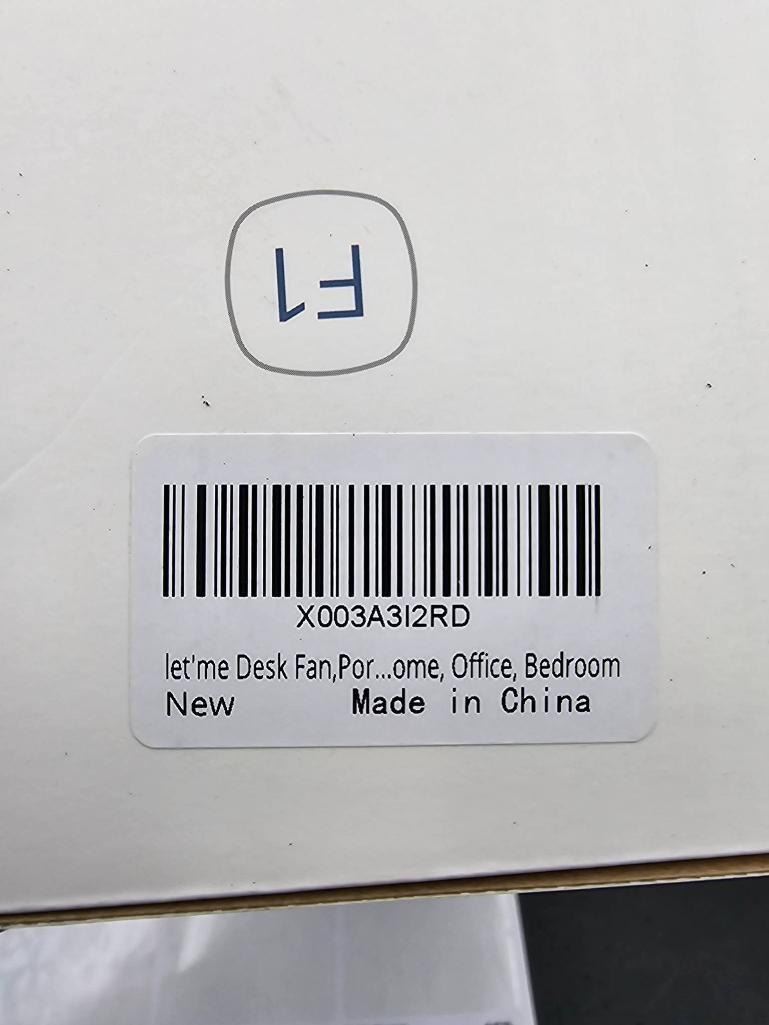 F1
X003A3I2RD
let'me Desk Fan,Por...ome, Office, Bedroom
New Made in China